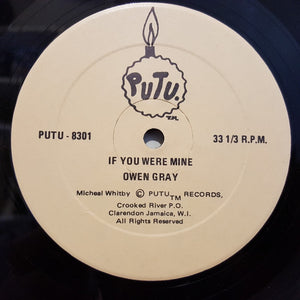 PUTU.
T.M.
PUTU - 8301
33 1/3 R.P.M.
IF YOU WERE MINE
OWEN GRAY
Micheal Whitby © PUTU TM RECORDS,
Crooked River P.O.
Clarendon Jamaica, W.I.
All Rights Reserved